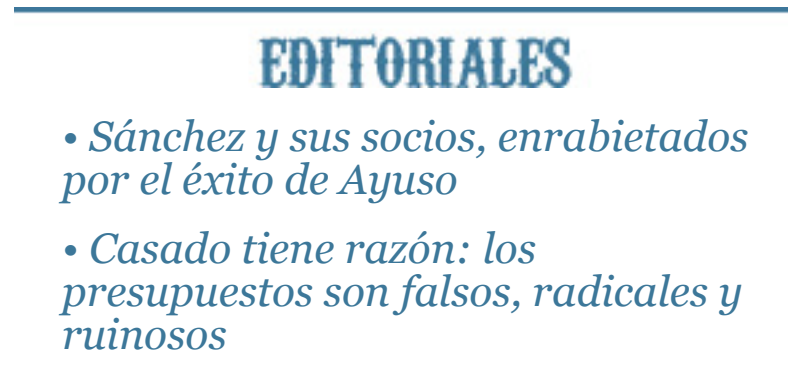 EDITORIALES
• Sánchez y sus socios, enrabietados
por el éxito de Ayuso
• Casado tiene razón: los
presupuestos son falsos, radicales y
ruinosos